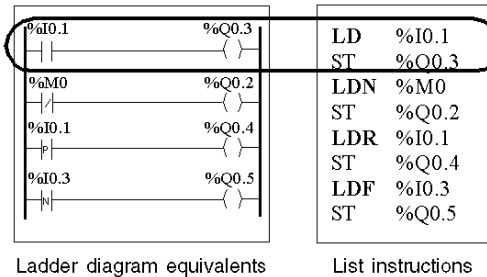 %I0.1 %Q0.3
%M0 %Q0.2
%I0.1 %Q0.4
P
%I0.3 %Q0.5
N
Ladder diagram equivalents
LD %I0.1
ST %Q0.3
LDN %M0
ST %Q0.2
LDR %I0.1
ST %Q0.4
LDF %I0.3
ST %Q0.5
List instructions